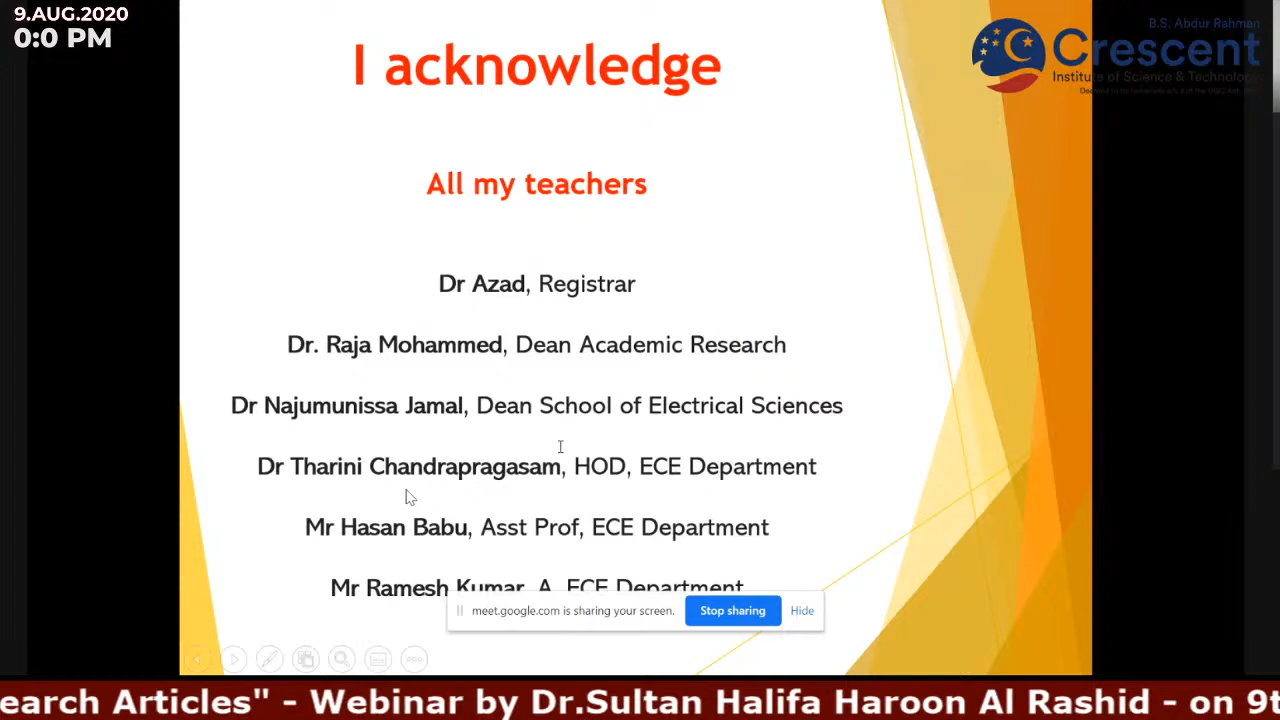 9.AUG.2020
0:0 PM
B.S. Abdur Rahman
Crescent
Institute of Science & Technology
I acknowledge
All my teachers
Dr Azad, Registrar
Dr. Raja Mohammed, Dean Academic Research
Dr Najumunissa Jamal, Dean School of Electrical Sciences
Dr Tharini Chandrapragasam, HOD, ECE Department
Mr Hasan Babu, Asst Prof, ECE Department
Mr Ramesh Kumar, A, ECE Department
meet.google.com is sharing your screen. Stop sharing Hide
earch Articles" - Webinar by Dr.Sultan Halifa Haroon Al Rashid - on 9t